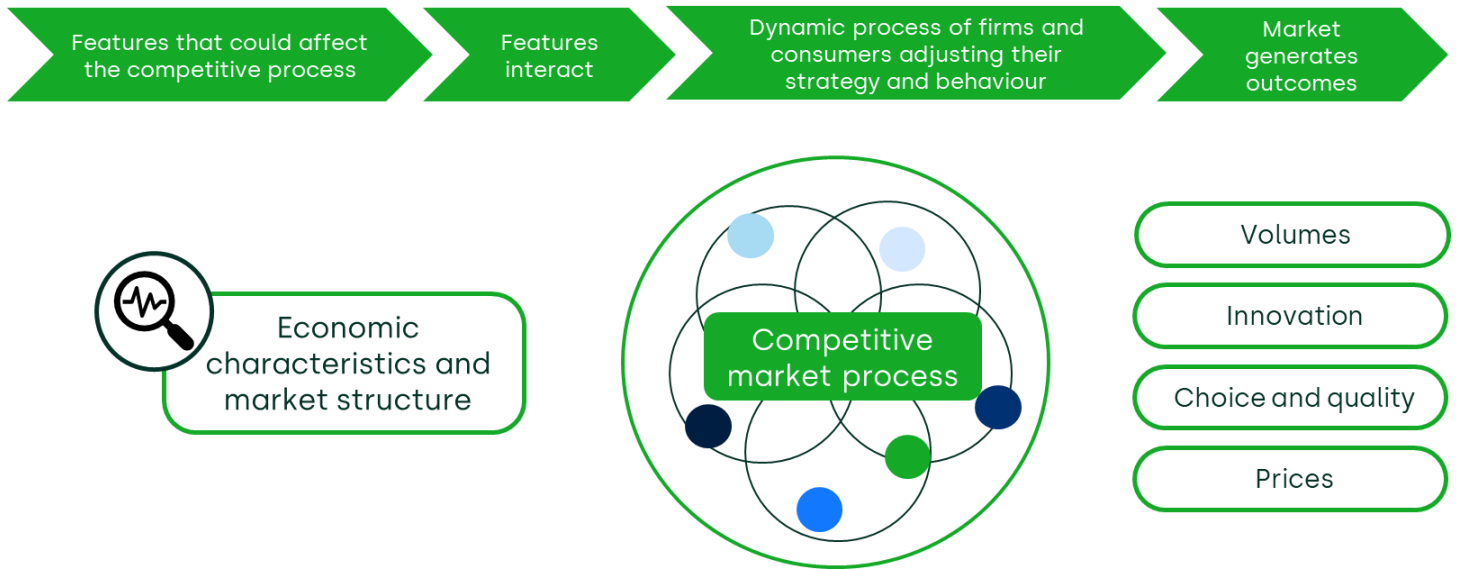 Features that could affect
the competitive process
Features
interact
Dynamic process of firms and
consumers adjusting their
strategy and behaviour
Market
generates
outcomes
Economic
characteristics and
market structure
Competitive
market process
Volumes
Innovation
Choice and quality
Prices